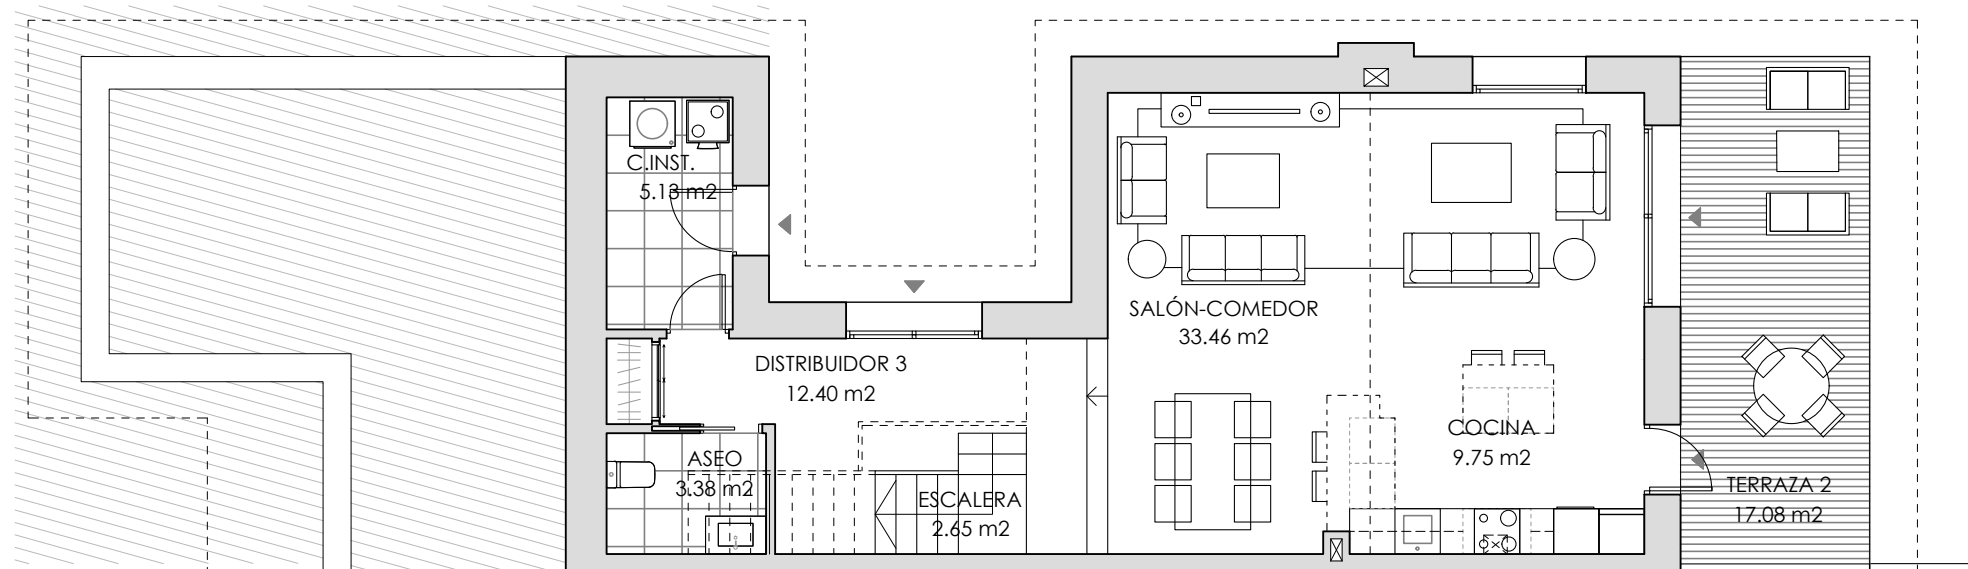 C.INST.
5.13 m2
SALÓN-COMEDOR
33.46 m2
DISTRIBUIDOR 3
12.40 m2
COCINA
9.75 m2
ASEO
3.38 m2
ESCALERA
2.65 m2
TERRAZA 2
17.08 m2